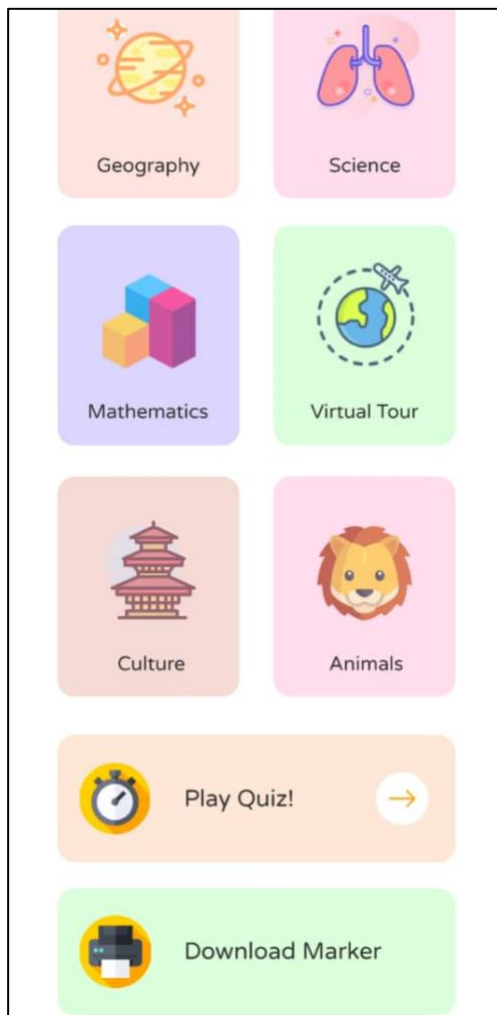 Geography
Science
Mathematics
Virtual Tour
Culture
Animals
Play Quiz!
Download Marker